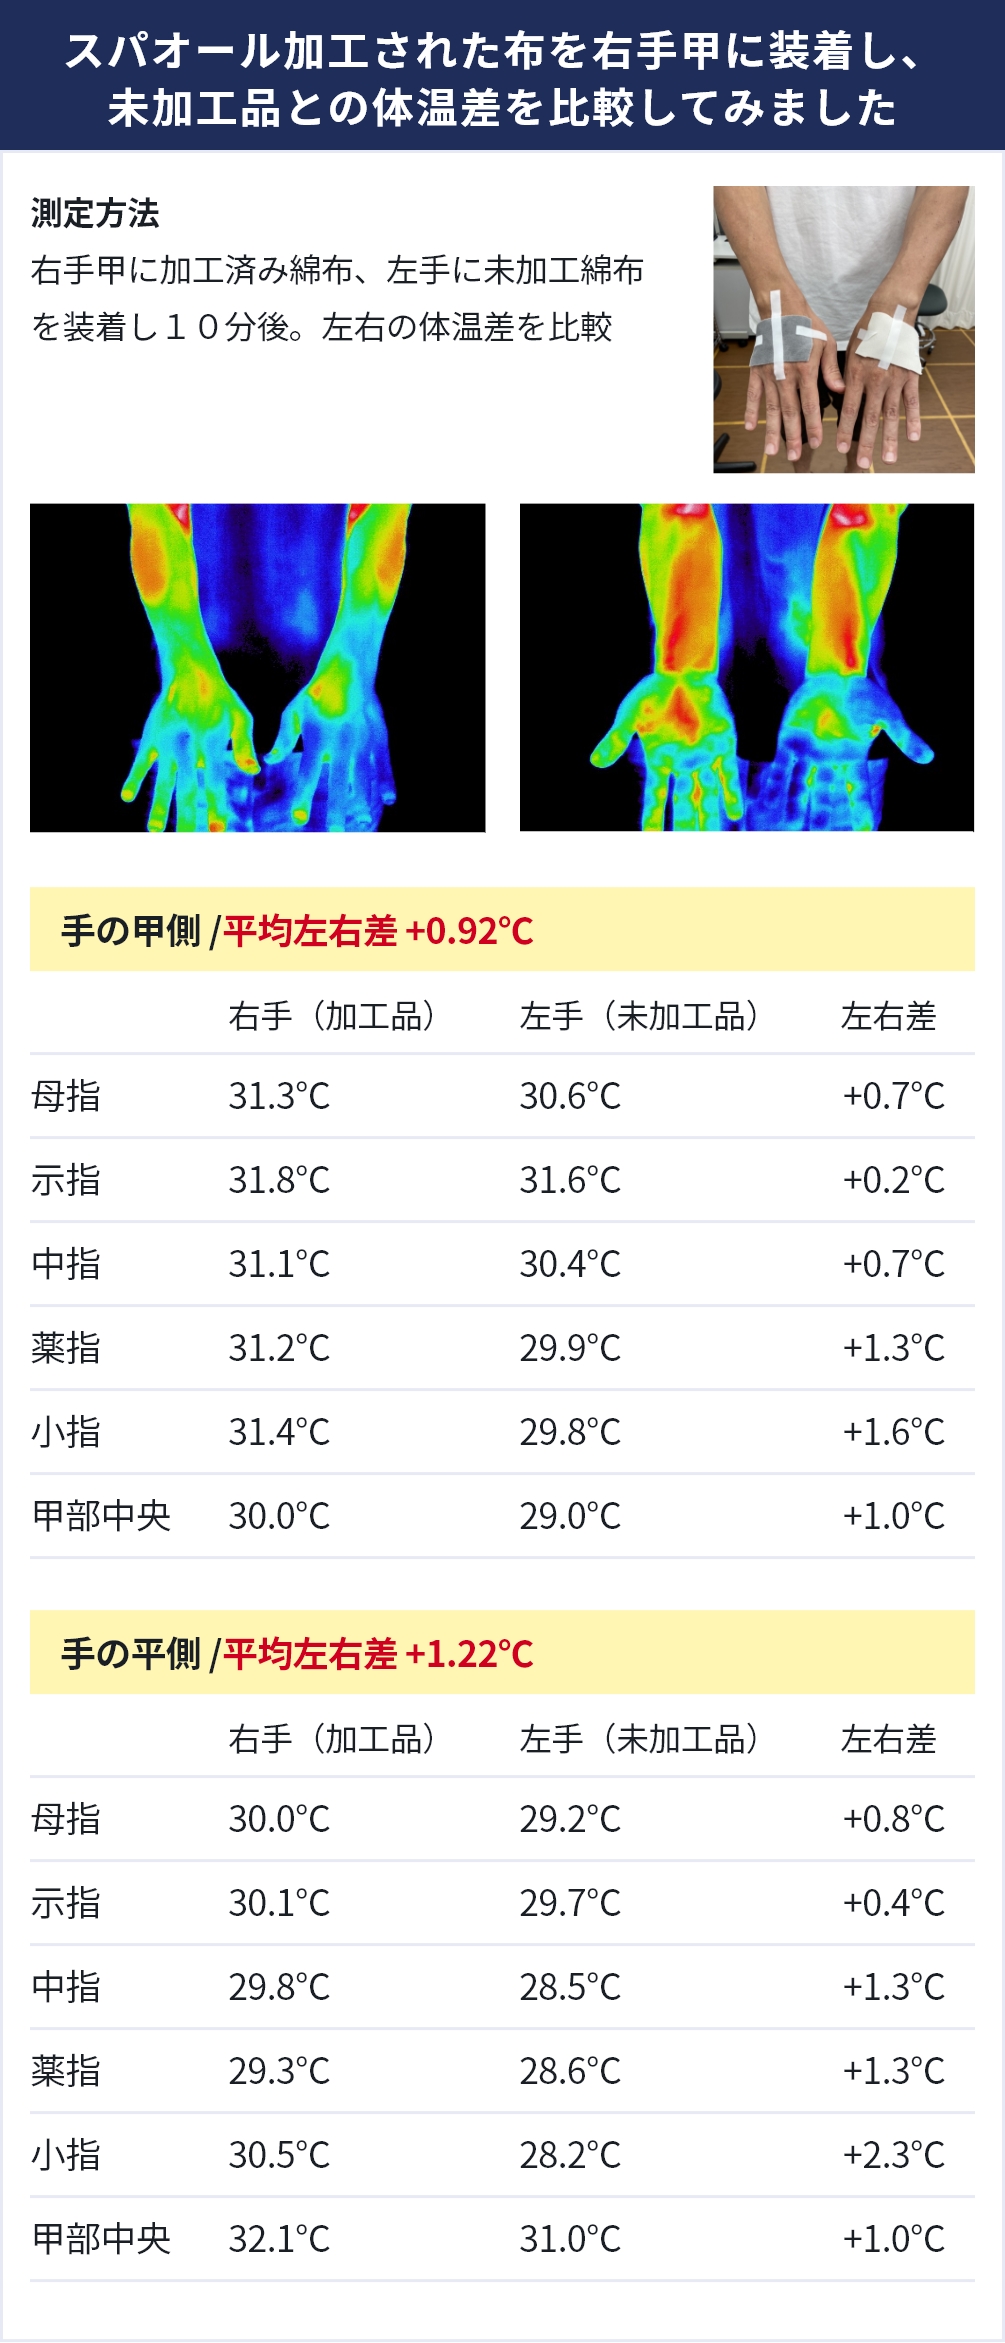 スパオール加工された布を右手甲に装着し、
未加工品との体温差を比較してみました
測定方法
右手甲に加工済み綿布、左手に未加工綿布
を装着し１０分後。左右の体温差を比較
手の甲側 /平均左右差 +0.92℃
右手（加工品） 左手（未加工品） 左右差
母指 31.3℃ 30.6℃ +0.7℃
示指 31.8℃ 31.6℃ +0.2℃
中指 31.1℃ 30.4℃ +0.7℃
薬指 31.2℃ 29.9℃ +1.3℃
小指 31.4℃ 29.8℃ +1.6℃
甲部中央 30.0℃ 29.0℃ +1.0℃
手の平側 /平均左右差 +1.22℃
右手（加工品） 左手（未加工品） 左右差
母指 30.0℃ 29.2℃ +0.8℃
示指 30.1℃ 29.7℃ +0.4℃
中指 29.8℃ 28.5℃ +1.3℃
薬指 29.3℃ 28.6℃ +1.3℃
小指 30.5℃ 28.2℃ +2.3℃
甲部中央 32.1℃ 31.0℃ +1.0℃